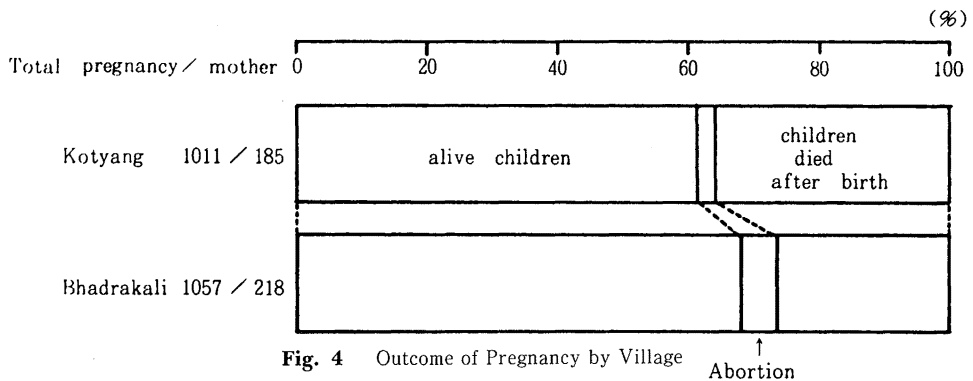 (%)
Total pregnancy / mother 0 20 40 60 80 100
Kotyang 1011 / 185 alive children children died after birth
Bhadrakali 1057 / 218
Fig. 4 Outcome of Pregnancy by Village
Abortion